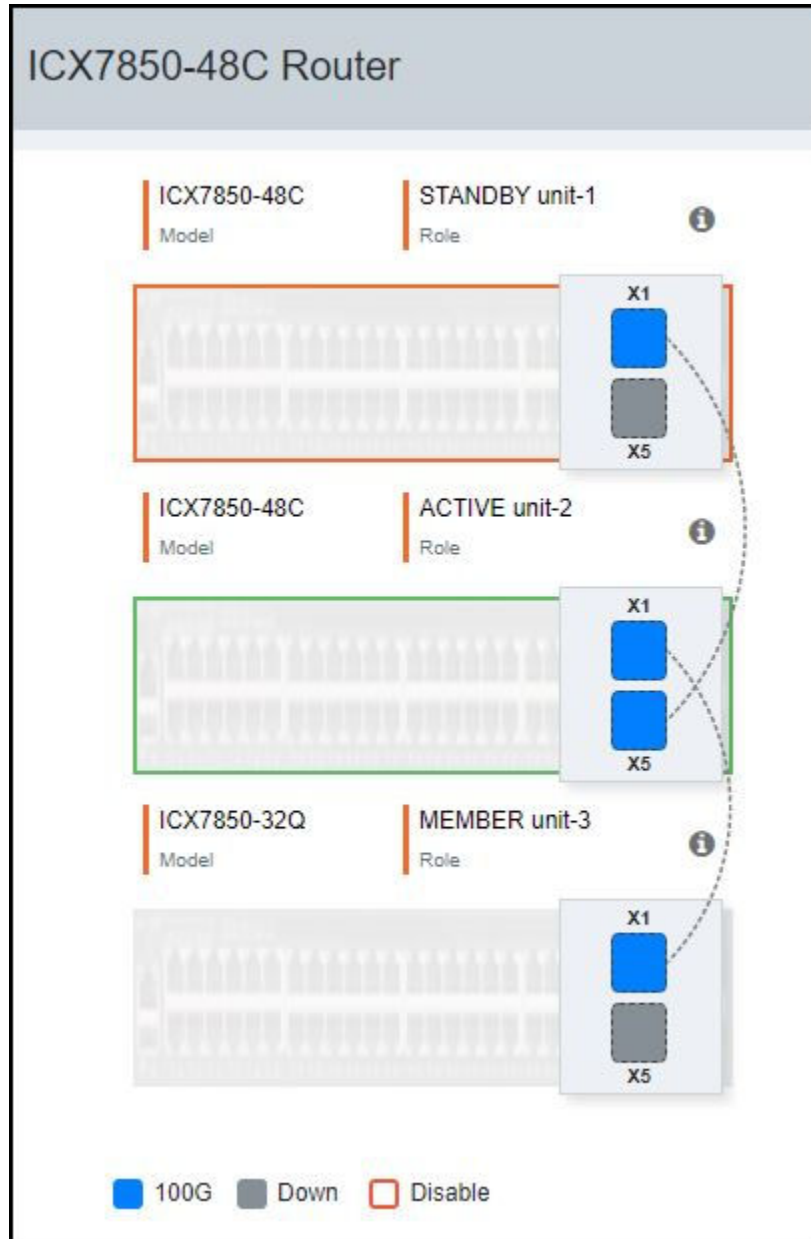 ICX7850-48C Router
ICX7850-48C STANDBY unit-1
Model Role
X1
X5
ICX7850-48C ACTIVE unit-2
Model Role
X1
X5
ICX7850-32Q MEMBER unit-3
Model Role
X1
X5
100G Down Disable